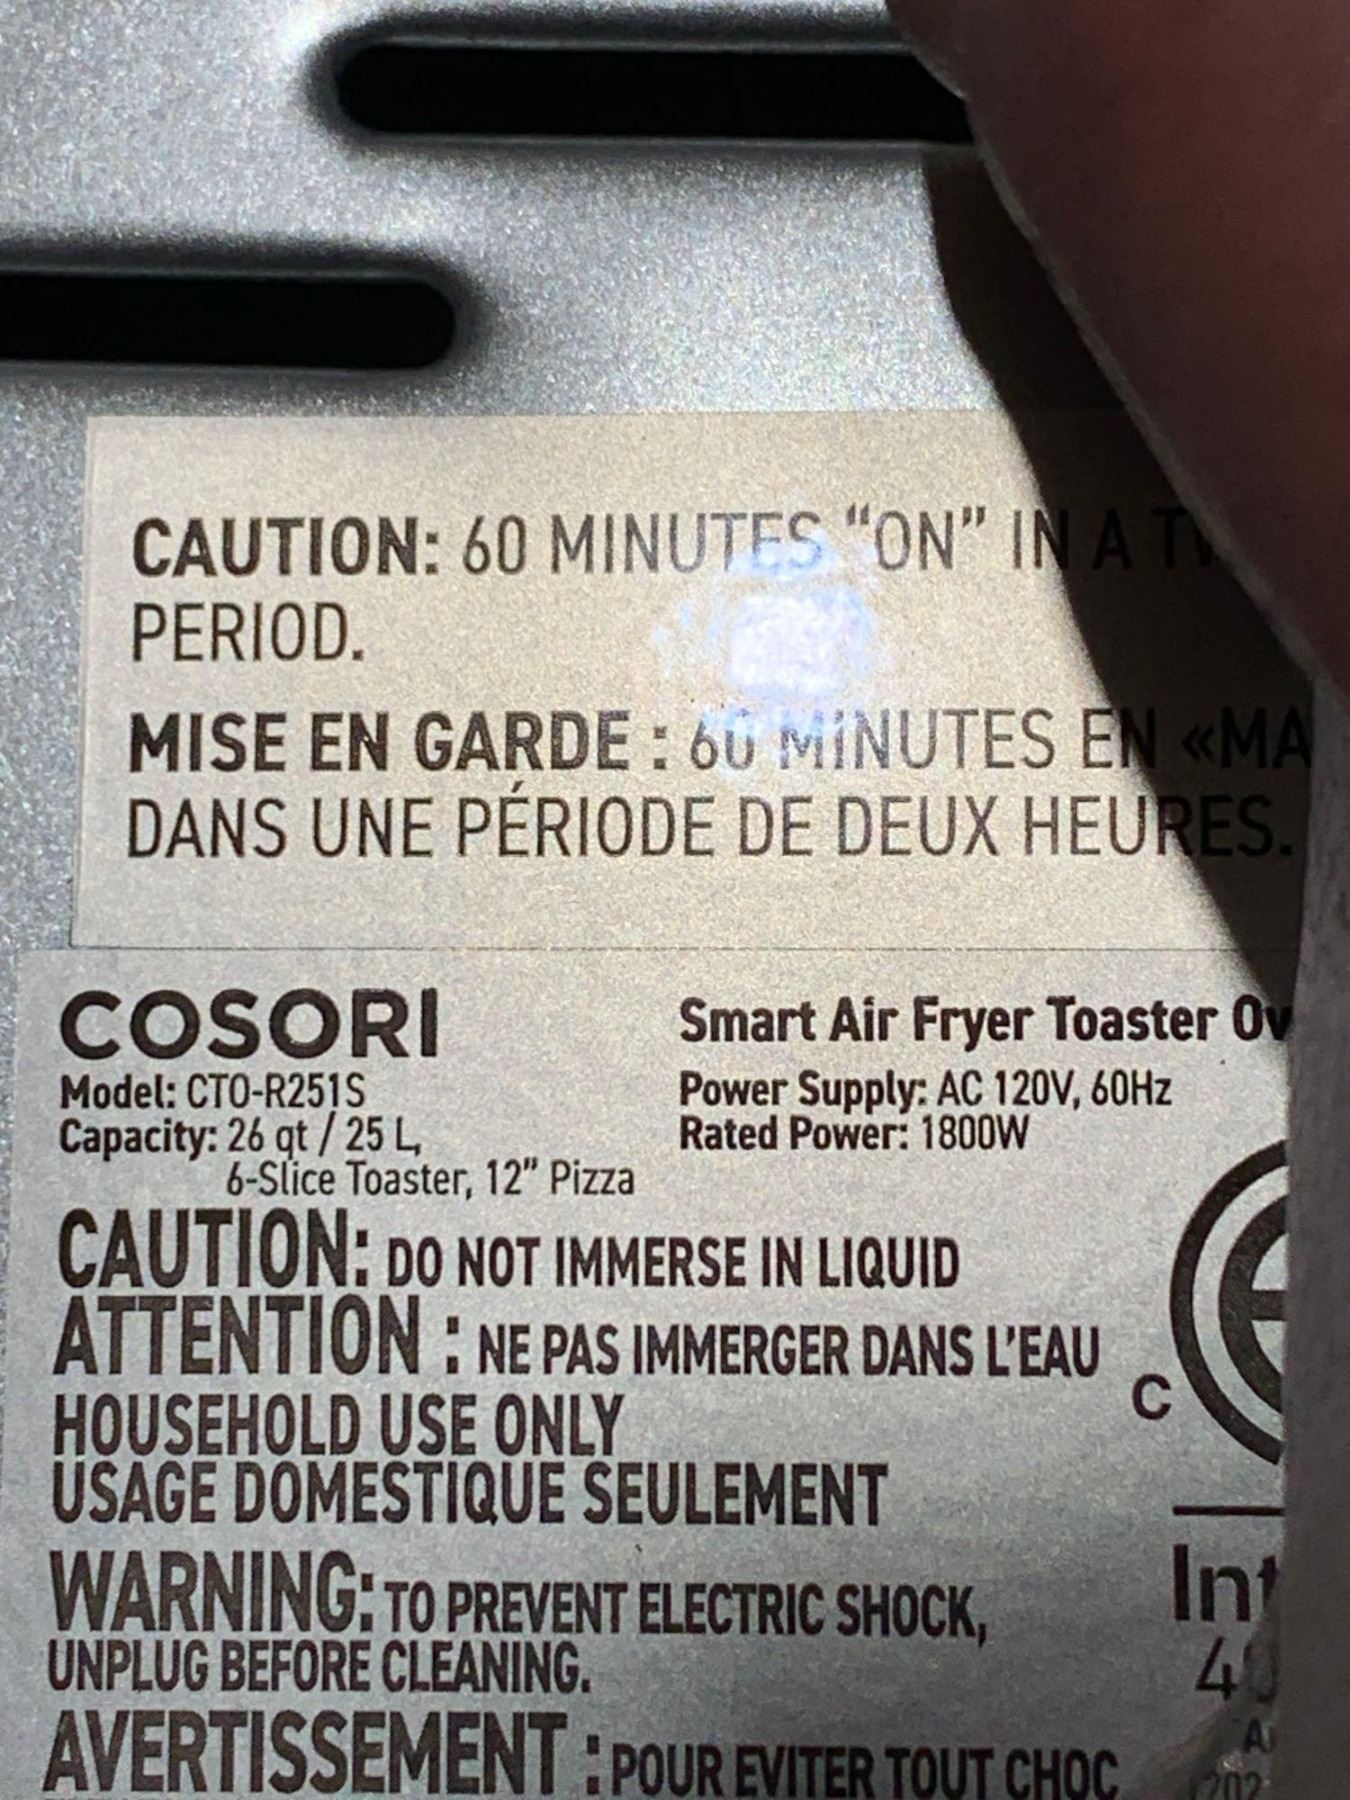 CAUTION: 60 MINUTES “ON” IN A
PERIOD.
MISE EN GARDE : 60 MINUTES EN «MA
DANS UNE PÉRIODE DE DEUX HEURES.
COSORI
Smart Air Fryer Toaster Ov
Model: CTO-R251S
Power Supply: AC 120V, 60Hz
Capacity: 26 qt / 25 L,
Rated Power: 1800W
6-Slice Toaster, 12” Pizza
CAUTION: DO NOT IMMERSE IN LIQUID
ATTENTION : NE PAS IMMERGER DANS L’EAU
C
HOUSEHOLD USE ONLY
USAGE DOMESTIQUE SEULEMENT
WARNING: TO PREVENT ELECTRIC SHOCK,
Int
UNPLUG BEFORE CLEANING.
AVERTISSEMENT : POUR EVITER TOUT CHOC